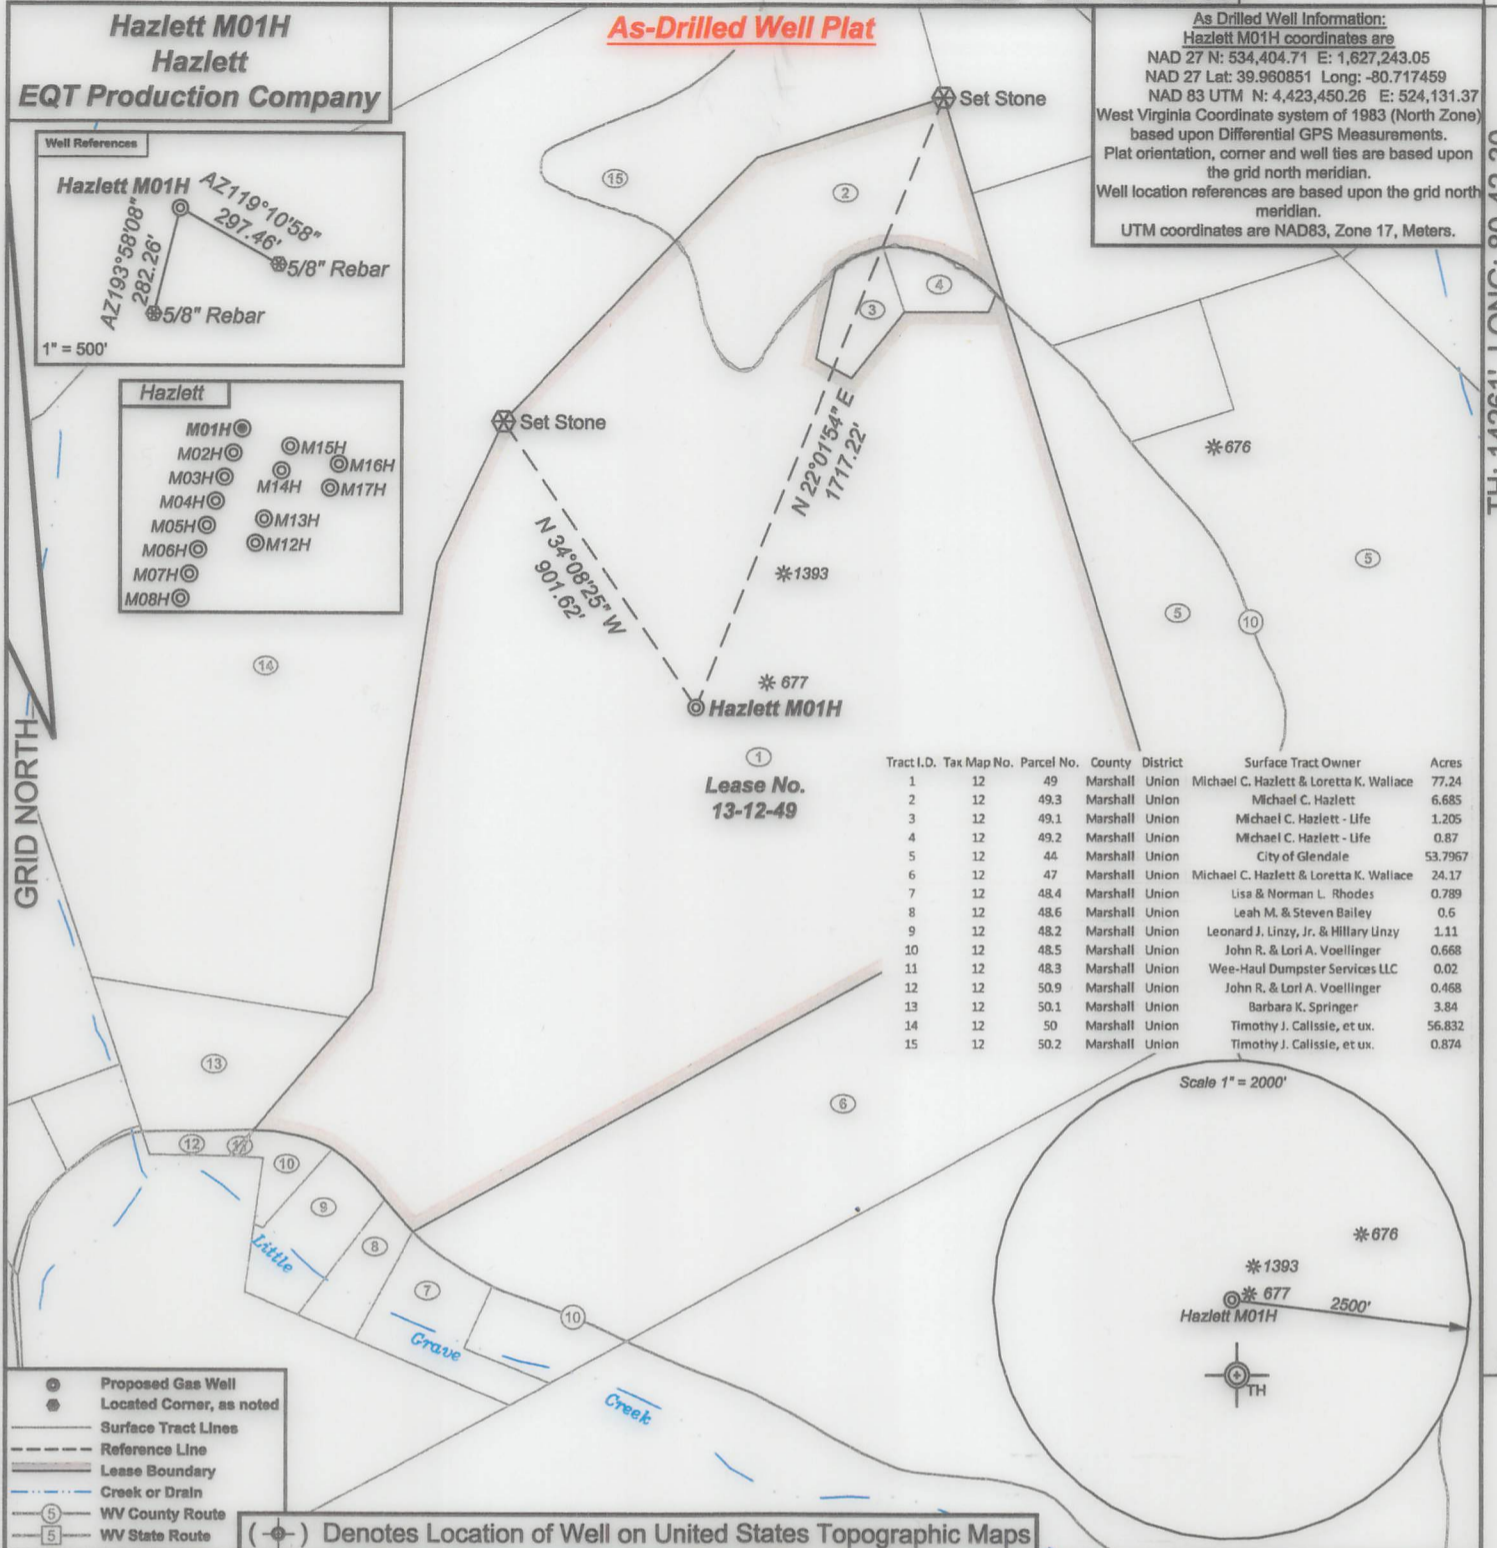 Hazlett M01H
Hazlett
EQT Production Company
As-Drilled Well Plat
As Drilled Well Information:
Hazlett M01H coordinates are
NAD 27 N: 534,404.71 E: 1,627,243.05
NAD 27 Lat: 39.960851 Long: -80.717459
NAD 83 UTM N: 4,423,450.26 E: 524,131.37
West Virginia Coordinate system of 1983 (North Zone)
based upon Differential GPS Measurements.
Plat orientation, corner and well ties are based upon
the grid north meridian.
Well location references are based upon the grid north
meridian.
UTM coordinates are NAD83, Zone 17, Meters.
Well References
Hazlett M01H
AZ119°10'58"
297.46'
AZ193°58'08"
282.26'
5/8" Rebar
5/8" Rebar
1" = 500'
Hazlett
M01H
M02H
M03H
M04H
M05H
M06H
M07H
M08H
M15H
M16H
M14H
M17H
M13H
M12H
Set Stone
Set Stone
15
2
3
4
N 22°01'54" E
1717.22'
N 34°08'25" W
901.62'
676
1393
677
5
5
10
14
Hazlett M01H
1
Lease No.
13-12-49
GRID NORTH
Tract I.D. Tax Map No. Parcel No. County District Surface Tract Owner Acres
1 12 49 Marshall Union Michael C. Hazlett & Loretta K. Wallace 77.24
2 12 49.3 Marshall Union Michael C. Hazlett 6.685
3 12 49.1 Marshall Union Michael C. Hazlett - Life 1.205
4 12 49.2 Marshall Union Michael C. Hazlett - Life 0.87
5 12 44 Marshall Union City of Glendale 53.7967
6 12 47 Marshall Union Michael C. Hazlett & Loretta K. Wallace 24.17
7 12 48.4 Marshall Union Lisa & Norman L. Rhodes 0.789
8 12 48.6 Marshall Union Leah M. & Steven Bailey 0.6
9 12 48.2 Marshall Union Leonard J. Linzy, Jr. & Hillary Linzy 1.11
10 12 48.5 Marshall Union John R. & Lori A. Voellinger 0.668
11 12 48.3 Marshall Union Wee-Haul Dumpster Services LLC 0.02
12 12 50.9 Marshall Union John R. & Lori A. Voellinger 0.468
13 12 50.1 Marshall Union Barbara K. Springer 3.84
14 12 50 Marshall Union Timothy J. Calissie, et ux. 56.832
15 12 50.2 Marshall Union Timothy J. Calissie, et ux. 0.874
13
12
10
9
8
7
6
10
Little
Grave
Creek
Scale 1" = 2000'
676
1393
677
Hazlett M01H
2500'
TH
Proposed Gas Well
Located Corner, as noted
Surface Tract Lines
Reference Line
Lease Boundary
Creek or Drain
5 WV County Route
5 WV State Route
( ) Denotes Location of Well on United States Topographic Maps